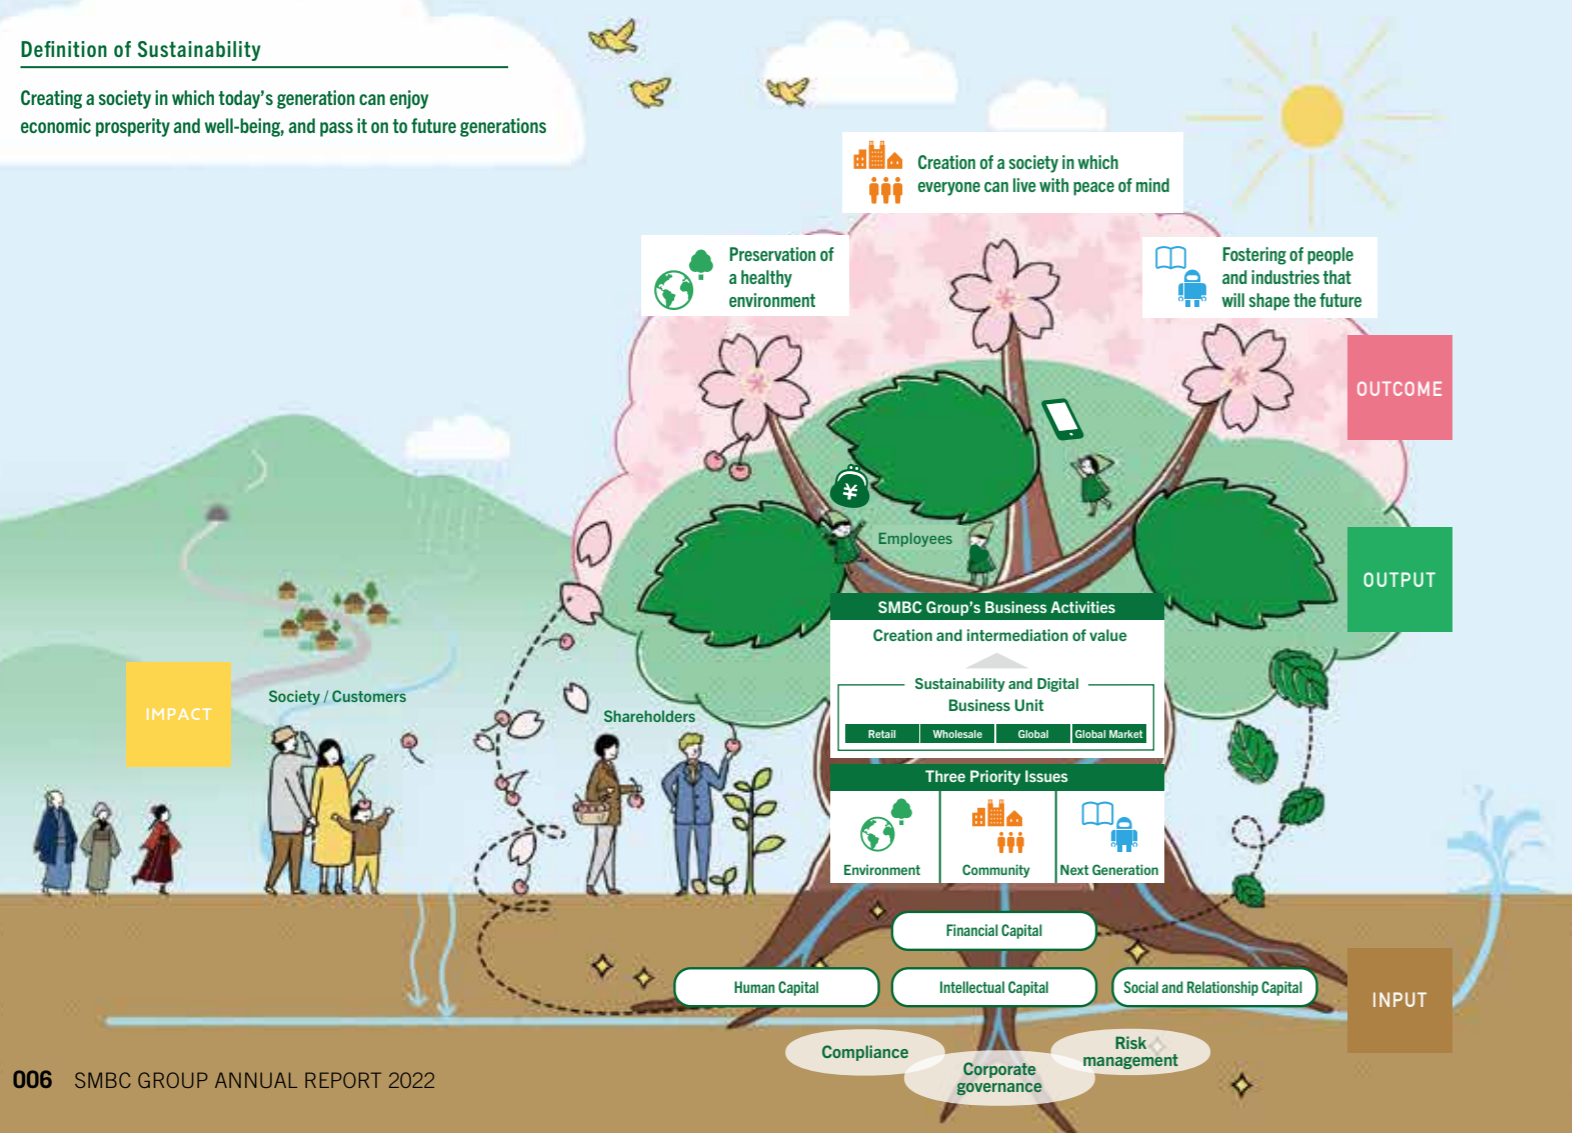 Definition of Sustainability
Creating a society in which today's generation can enjoy
economic prosperity and well-being, and pass it on to future generations
Creation of a society in which
everyone can live with peace of mind
Preservation of
a healthy
environment
Fostering of people
and industries that
will shape the future
OUTCOME
¥
Employees
OUTPUT
SMBC Group's Business Activities
Creation and intermediation of value
Sustainability and Digital
Business Unit
Retail
Wholesale
Global
Global Market
IMPACT
Society / Customers
Shareholders
Three Priority Issues
Environment
Community
Next Generation
Financial Capital
Human Capital
Intellectual Capital
Social and Relationship Capital
INPUT
Compliance
Corporate
governance
Risk
management
006 SMBC GROUP ANNUAL REPORT 2022